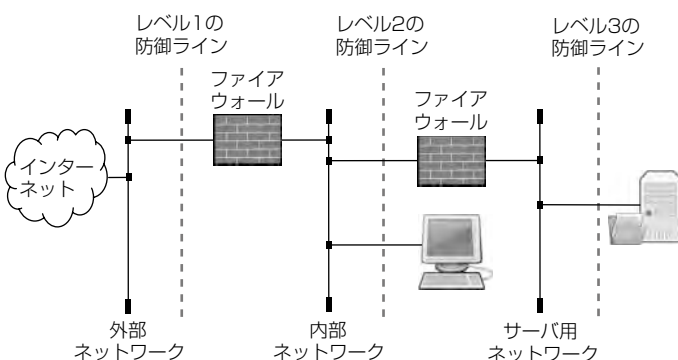 レベル1の
防御ライン
レベル2の
防御ライン
レベル3の
防御ライン
ファイア
ウォール
ファイア
ウォール
インター
ネット
外部
ネットワーク
内部
ネットワーク
サーバ用
ネットワーク